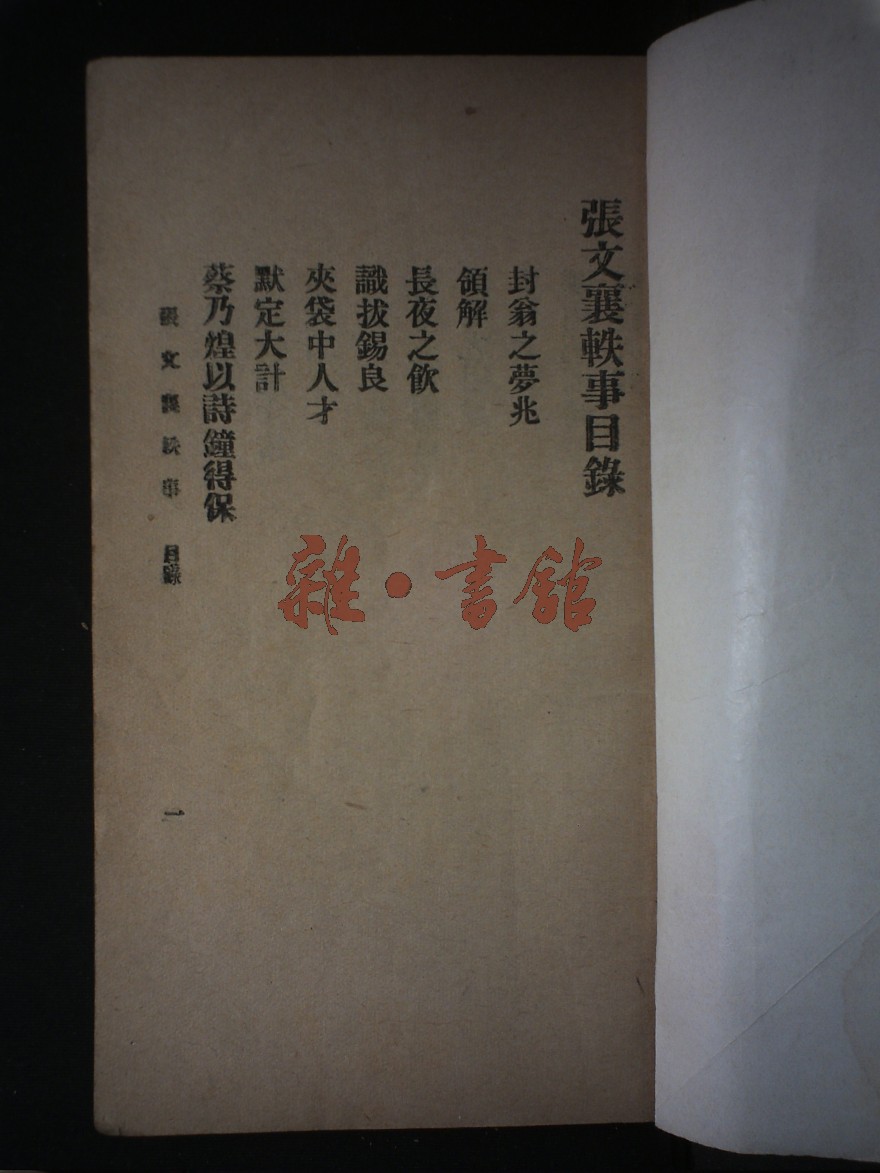 張文襄軼事目錄
封翁之夢兆
領解
長夜之飲
識拔錫良
夾袋中人才
默定大計
蔡乃煌以詩鐘得保
張文襄軼事 目錄
一
雜·書館